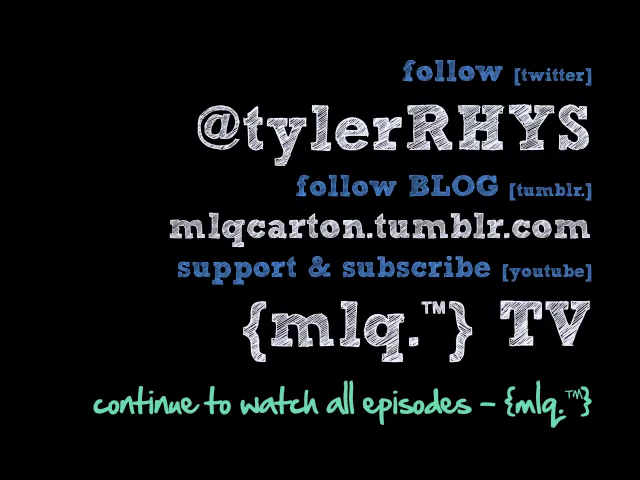 follow [twitter]
@tylerRHYS
follow BLOG [tumblr.]
mlqcarton.tumblr.com
support & subscribe [youtube]
{mlq.™} TV
continue to watch all episodes - {mlq.™}